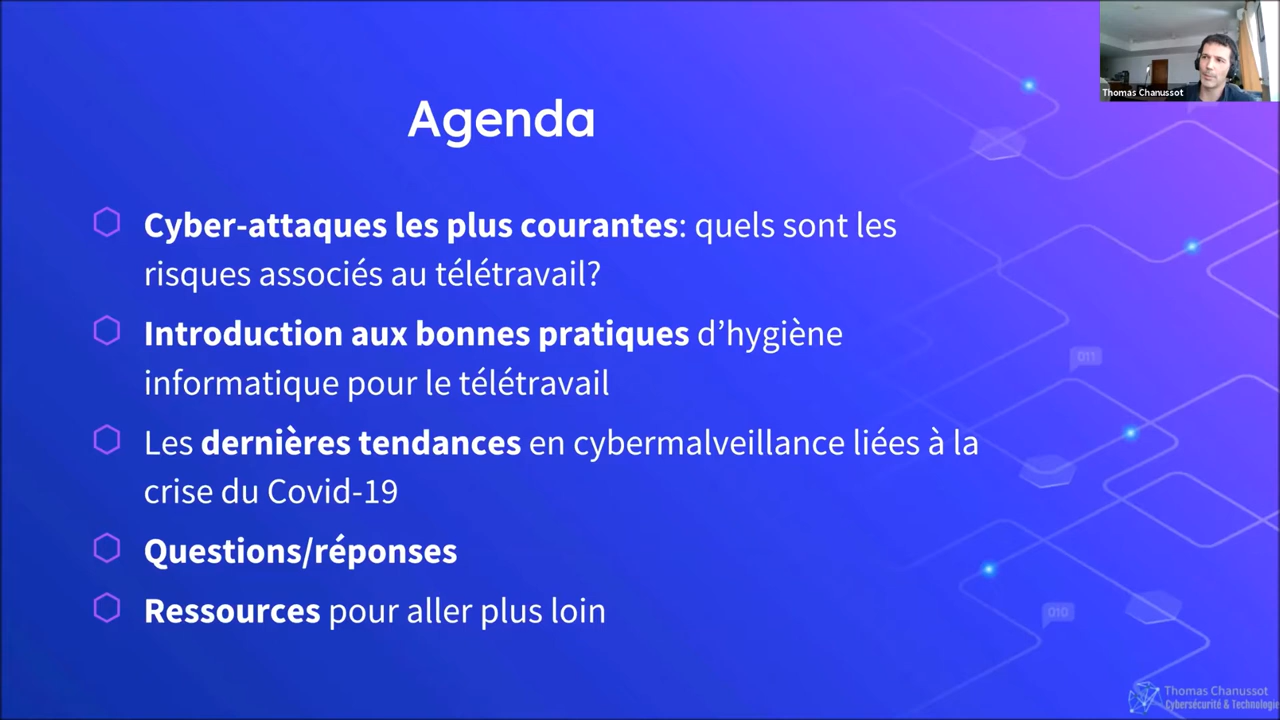 Thomas Chanussot
Agenda
Cyber-attaques les plus courantes: quels sont les
risques associés au télétravail?
Introduction aux bonnes pratiques d’hygiène
informatique pour le télétravail
Les dernières tendances en cybermalveillance liées à la
crise du Covid-19
Questions/réponses
Ressources pour aller plus loin
011
010
Thomas Chanussot
Cybersécurité & Technologie